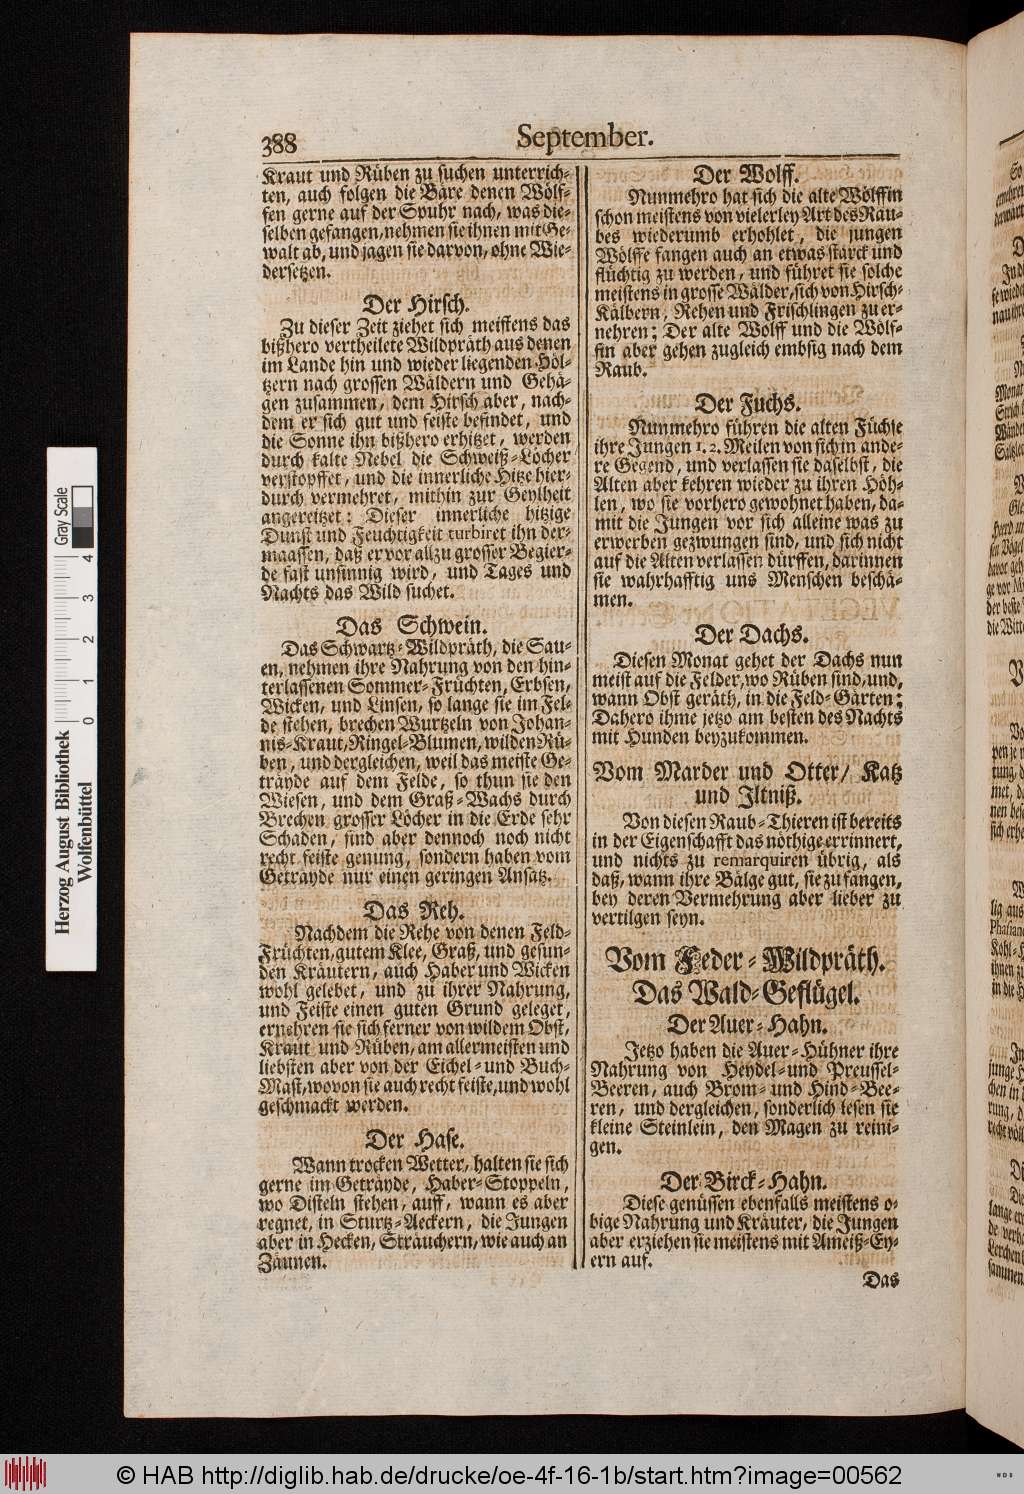 388
September.
Kraut und Rüben zu suchen unterrich-
ten, auch folgen die Bäre denen Wölf-
fen gerne auf der Spuhr nach, was die-
selben gefangen, nehmen sie ihnen mit Ge-
walt ab, und jagen sie darvon, ohne Wie-
dersetzen.
Der Hirsch.
Zu dieser Zeit ziehet sich meistens das
bißhero vertheilete Wildpräth aus denen
im Lande hin und wieder liegenden Höl-
tzern nach grossen Wäldern und Gehä-
gen zusammen, dem Hirsch aber, nach-
dem er sich gut und feiste befindet, und
die Sonne ihn bißhero erhitzet, werden
durch kalte Nebel die Schweiß-Löcher
verstopffet, und die innerliche Hitze hier-
durch vermehret, mithin zur Geylheit
angereitzet: Dieser innerliche hitzige
Dunst und Feuchtigkeit turbiret ihn der-
maassen, daß er vor allzu grosser Begier-
de fast unsinnig wird, und Tages und
Nachts das Wild suchet.
Das Schwein.
Das Schwartz-Wildpräth, die Sau-
en, nehmen ihre Nahrung von den hin-
terlassenen Sommer-Früchten, Erbsen,
Wicken, und Linsen, so lange sie im Fel-
de stehen, brechen Wurtzeln von Johan-
nis-Kraut, Ringel-Blumen, wilden Rü-
ben, und dergleichen, weil das meiste Ge-
träyde auf dem Felde, so thun sie den
Wiesen, und dem Graß-Wachs durch
Brechen grosser Löcher in die Erde sehr
Schaden, sind aber dennoch noch nicht
recht feiste genung, sondern haben vom
Getrayde nur einen geringen Ansatz.
Das Reh.
Nachdem die Rehe von denen Feld-
Früchten, gutem Klee, Graß, und gesun-
den Kräutern, auch Haber und Wicken
wohl gelebet, und zu ihrer Nahrung,
und Feiste einen guten Grund geleget,
ernehren sie sich ferner von wildem Obst,
Kraut und Rüben, am allermeisten und
liebsten aber von der Eichel- und Buch-
Mast, wovon sie auch recht feiste, und wohl
geschmackt werden.
Der Hase.
Wann trocken Wetter, halten sie sich
gerne im Geträyde, Haber-Stoppeln,
wo Disteln stehen, auff, wann es aber
regnet, in Sturtz-Aeckern, die Jungen
aber in Hecken, Sträuchern, wie auch an
Zäunen.
Der Wolff.
Nunmehro hat sich die alte Wölffin
schon meistens von vielerley Art des Rau-
bes wiederumb erhohlet, die jungen
Wölffe fangen auch an etwas starck und
flüchtig zu werden, und führet sie solche
meistens in grosse Wälder, sich von Hirsch-
Kälbern, Rehen und Frischlingen zu er-
nehren; Der alte Wolff und die Wölf-
fin aber gehen zugleich embsig nach dem
Raub.
Der Fuchs.
Nunmehro führen die alten Füchse
ihre Jungen 1. 2. Meilen von sich in ande-
re Gegend, und verlassen sie daselbst, die
Alten aber kehren wieder zu ihren Höh-
len, wo sie vorhero gewohnet haben, da-
mit die Jungen vor sich alleine was zu
erwerben gezwungen sind, und sich nicht
auf die Alten verlassen dürffen, darinnen
sie wahrhafftig uns Menschen beschä-
men.
Der Dachs.
Diesen Monat gehet der Dachs nun
meist auf die Felder, wo Rüben sind, und,
wann Obst geräth, in die Feld-Gärten;
Dahero ihme jetzo am besten des Nachts
mit Hunden beyzukommen.
Vom Marder und Otter/ Katz
und Iltniß.
Von diesen Raub-Thieren ist bereits
in der Eigenschafft das nöthige errinnert,
und nichts zu remarquiren übrig, als
daß, wann ihre Bälge gut, sie zu fangen,
bey deren Vermehrung aber lieber zu
vertilgen seyn.
Vom Feder-Wildpräth.
Das Wald-Geflügel.
Der Auer-Hahn.
Jetzo haben die Auer-Hühner ihre
Nahrung von Heydel- und Preussel-
Beeren, auch Brom- und Hind-Bee-
ren, und dergleichen, sonderlich lesen sie
kleine Steinlein, den Magen zu reini-
gen.
Der Birck-Hahn.
Diese genüssen ebenfalls meistens o-
bige Nahrung und Kräuter, die Jungen
aber erziehen sie meistens mit Ameiß-Ey-
ern auf.
Das
Herzog August Bibliothek
Wolfenbüttel
0 1 2 3 4
Gray Scale
© HAB http://diglib.hab.de/drucke/oe-4f-16-1b/start.htm?image=00562